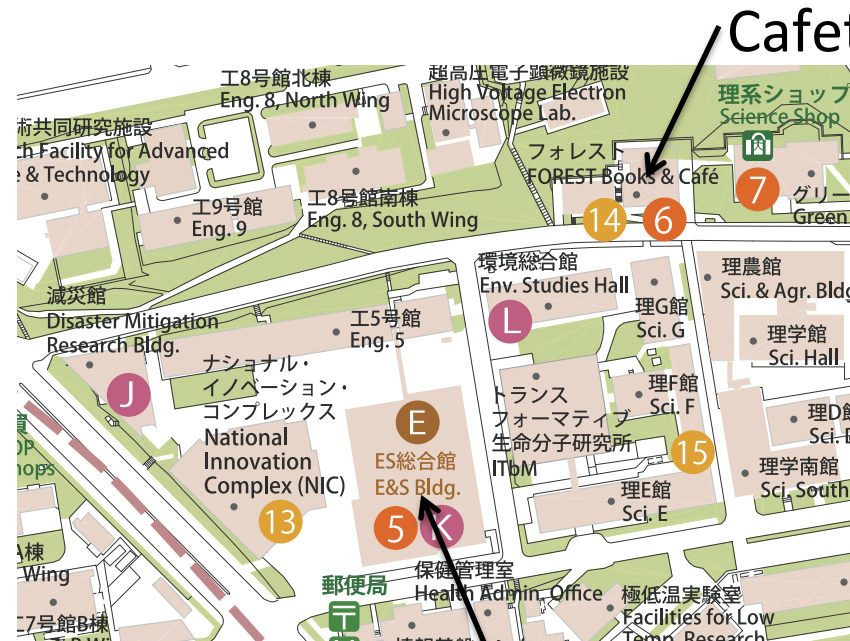 Cafet
工8号館北棟
Eng. 8, North Wing
超高圧電子顕微鏡施設
High Voltage Electron
Microscope Lab.
理系ショップ
Science Shop
術共同研究施設
ch Facility for Advanced
e & Technology
フォレスト
FOREST Books & Café
7
グリー
Green
工9号館
Eng. 9
工8号館南棟
Eng. 8, South Wing
14
6
減災館
Disaster Mitigation
Research Bldg.
環境総合館
Env. Studies Hall
L
理農館
Sci. & Agr. Bldg
理G館
Sci. G
工5号館
Eng. 5
理学館
Sci. Hall
J
ナショナル・
イノベーション・
コンプレックス
National
Innovation
Complex (NIC)
13
E
ES総合館
E&S Bldg.
5
K
トランス
フォーマティブ
生命分子研究所
ITbM
理F館
Sci. F
15
理D館
Sci. D
理学南館
Sci. South
理E館
Sci. E
OP
hops
A棟
Wing
工7号館B棟
郵便局
〒
保健管理室
Health Admin. Office
極低温実験室
Facilities for Low
Temp. Research